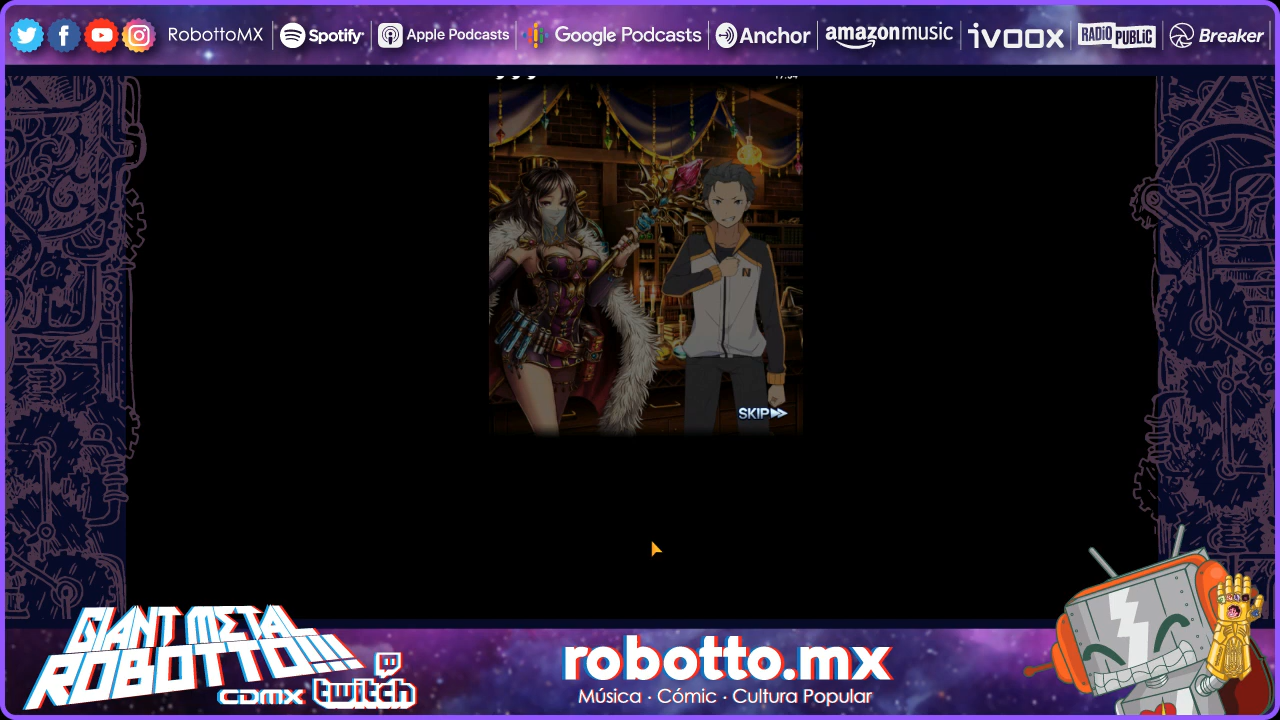 RobottoMX
Spotify
Apple Podcasts
Google Podcasts
Anchor
amazon music
ivoox
RADIO PUBLIC
Breaker
N
SKIP
GIANT METAL
ROBOTTO!!!
CDMX twitch
robotto.mx
Música · Cómic · Cultura Popular